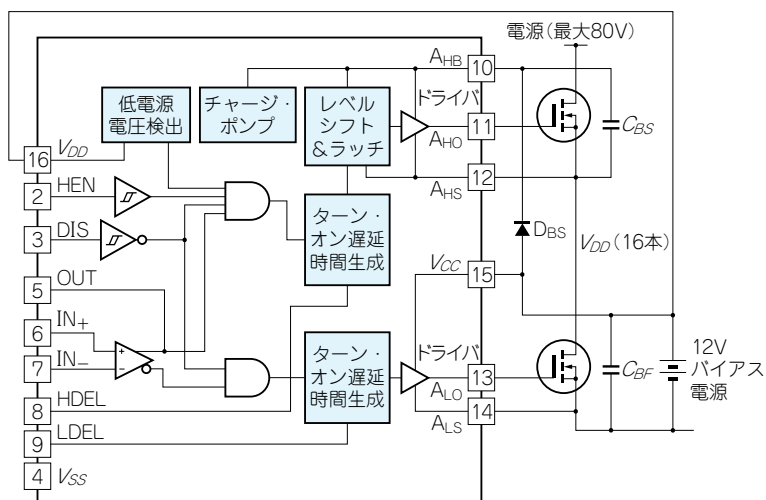 電源(最大80V)
AHB
10
低電源
電圧検出
チャージ・
ポンプ
レベル
シフト
&ラッチ
ドライバ
11
AHO
CBS
16
VDD
12
AHS
2
HEN
3
DIS
ターン・
オン遅延
時間生成
DBS
VDD(16本)
VCC
15
5
OUT
6
IN+
7
IN−
+
−
ターン・
オン遅延
時間生成
ドライバ
13
ALO
CBF
12V
バイアス
電源
8
HDEL
14
ALS
9
LDEL
4
VSS